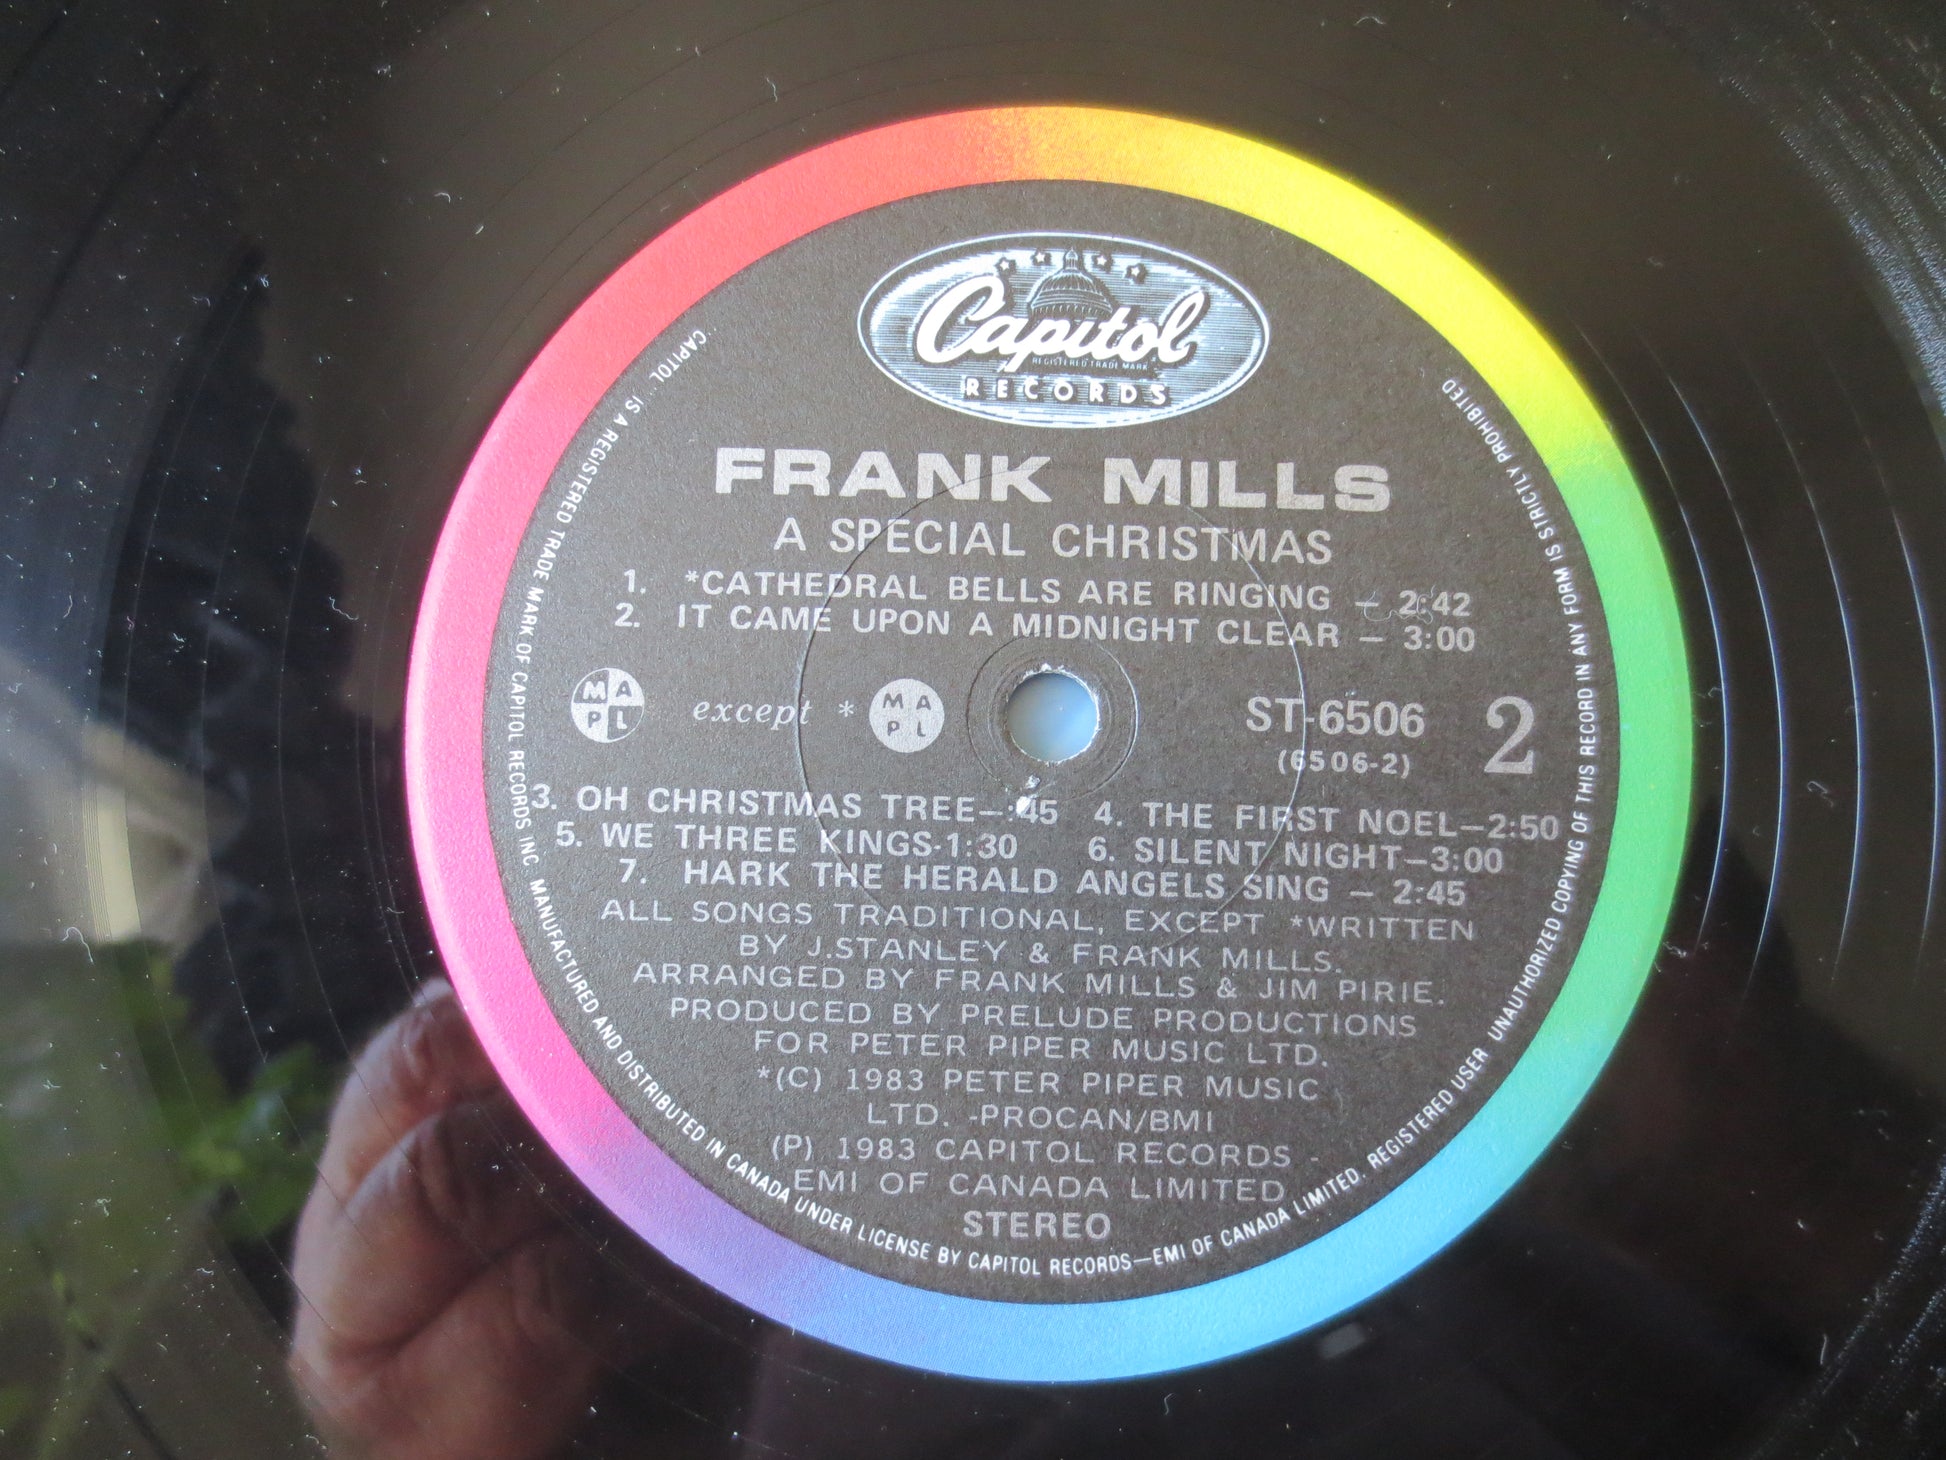 Capitol
REGISTERED TRADE MARK
RECORDS
FRANK MILLS
A SPECIAL CHRISTMAS
1. *CATHEDRAL BELLS ARE RINGING — 2:42
2. IT CAME UPON A MIDNIGHT CLEAR — 3:00
MAPL except * MAPL
ST-6506 2
(6506-2)
3. OH CHRISTMAS TREE—:45 4. THE FIRST NOEL—2:50
5. WE THREE KINGS-1:30 6. SILENT NIGHT—3:00
7. HARK THE HERALD ANGELS SING — 2:45
ALL SONGS TRADITIONAL, EXCEPT *WRITTEN
BY J.STANLEY & FRANK MILLS.
ARRANGED BY FRANK MILLS & JIM PIRIE.
PRODUCED BY PRELUDE PRODUCTIONS
FOR PETER PIPER MUSIC LTD.
*(C) 1983 PETER PIPER MUSIC
LTD. -PROCAN/BMI
(P) 1983 CAPITOL RECORDS -
EMI OF CANADA LIMITED
STEREO
"CAPITOL" IS A REGISTERED TRADE MARK OF CAPITOL RECORDS INC. MANUFACTURED AND DISTRIBUTED IN CANADA UNDER LICENSE BY CAPITOL RECORDS—EMI OF CANADA LIMITED. REGISTERED USER UNAUTHORIZED COPYING OF THIS RECORD IN ANY FORM IS STRICTLY PROHIBITED